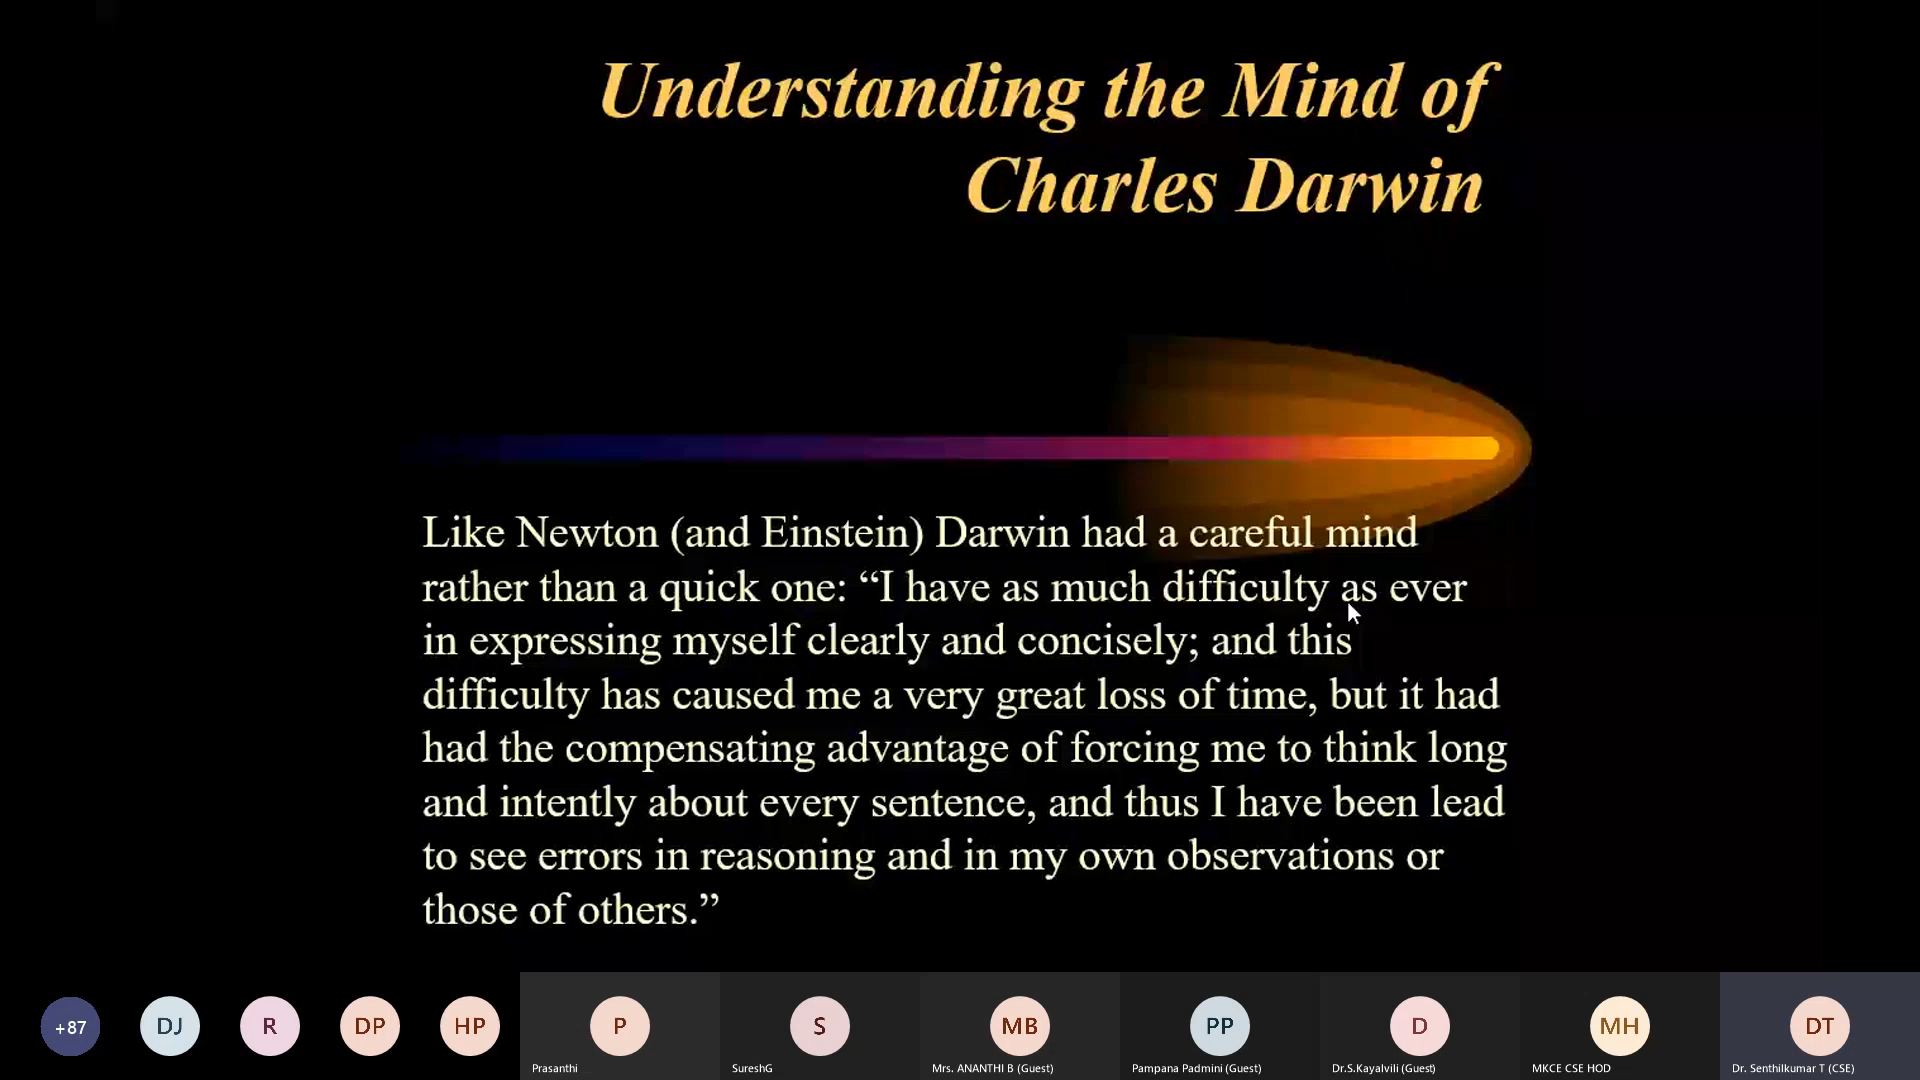 Understanding the Mind of
Charles Darwin
Like Newton (and Einstein) Darwin had a careful mind
rather than a quick one: “I have as much difficulty as ever
in expressing myself clearly and concisely; and this
difficulty has caused me a very great loss of time, but it had
had the compensating advantage of forcing me to think long
and intently about every sentence, and thus I have been lead
to see errors in reasoning and in my own observations or
those of others.”
+87 DJ R DP HP P S MB PP D MH DT
Prasanthi SureshG Mrs. ANANTHI B (Guest) Pampana Padmini (Guest) Dr.S.Kayalvili (Guest) MKCE CSE HOD Dr. Senthilkumar T (CSE)